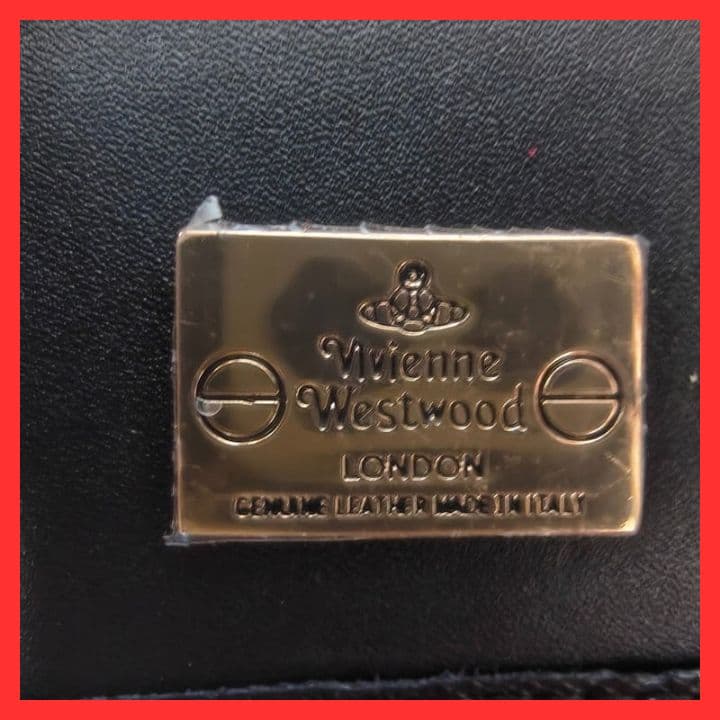 Vivienne
Westwood
LONDON
GENUINE LEATHER MADE IN ITALY